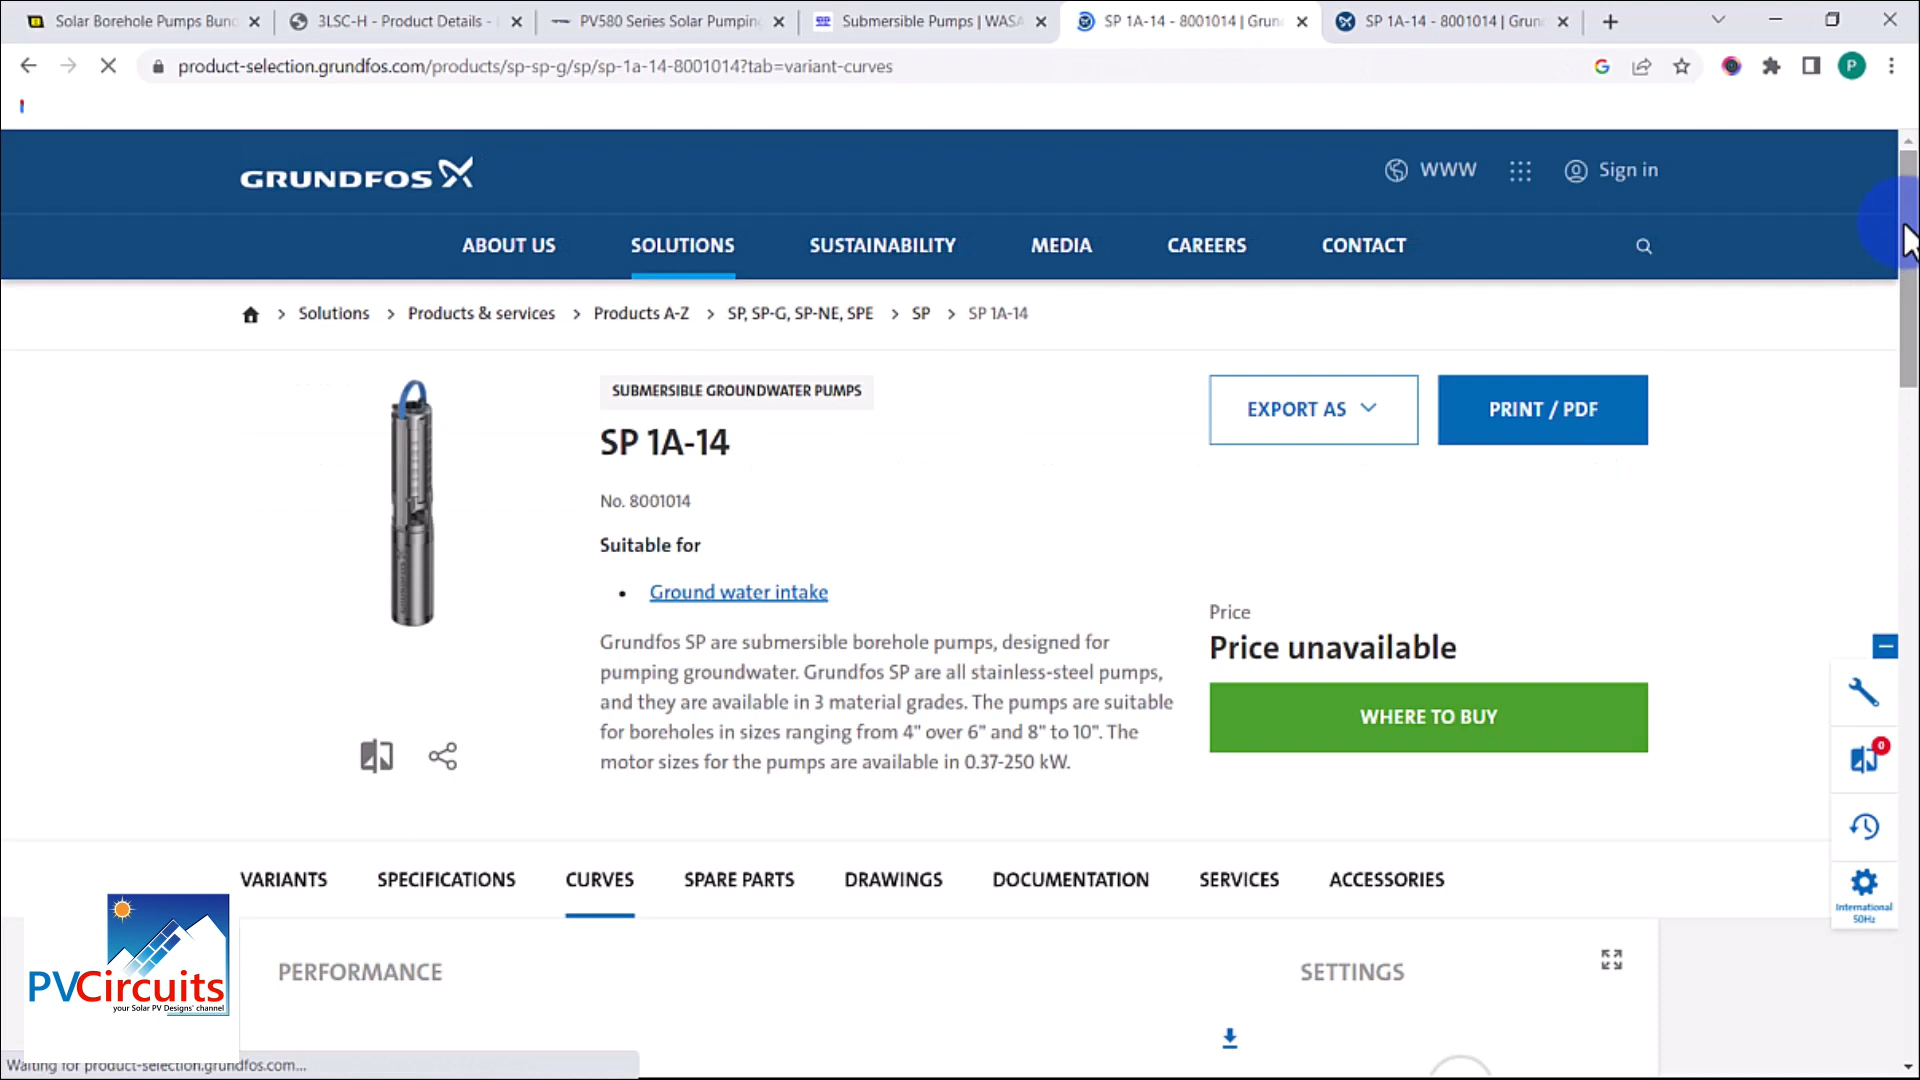 Solar Borehole Pumps Bun
3LSC-H - Product Details -
PV580 Series Solar Pumping
Submersible Pumps | WASA
SP 1A-14 - 8001014 | Grun
SP 1A-14 - 8001014 | Grun
product-selection.grundfos.com/products/sp-sp-g/sp/sp-1a-14-8001014?tab=variant-curves
P
GRUNDFOS
WWW
Sign in
ABOUT US
SOLUTIONS
SUSTAINABILITY
MEDIA
CAREERS
CONTACT
> Solutions > Products & services > Products A-Z > SP, SP-G, SP-NE, SPE > SP > SP 1A-14
SUBMERSIBLE GROUNDWATER PUMPS
EXPORT AS
PRINT / PDF
SP 1A-14
No. 8001014
Suitable for
• Ground water intake
Grundfos SP are submersible borehole pumps, designed for
pumping groundwater. Grundfos SP are all stainless-steel pumps,
and they are available in 3 material grades. The pumps are suitable
for boreholes in sizes ranging from 4" over 6" and 8" to 10". The
motor sizes for the pumps are available in 0.37-250 kW.
Price
Price unavailable
WHERE TO BUY
0
International
50Hz
VARIANTS
SPECIFICATIONS
CURVES
SPARE PARTS
DRAWINGS
DOCUMENTATION
SERVICES
ACCESSORIES
PERFORMANCE
SETTINGS
PVCircuits
your Solar PV Designs' channel
Waiting for product-selection.grundfos.com...